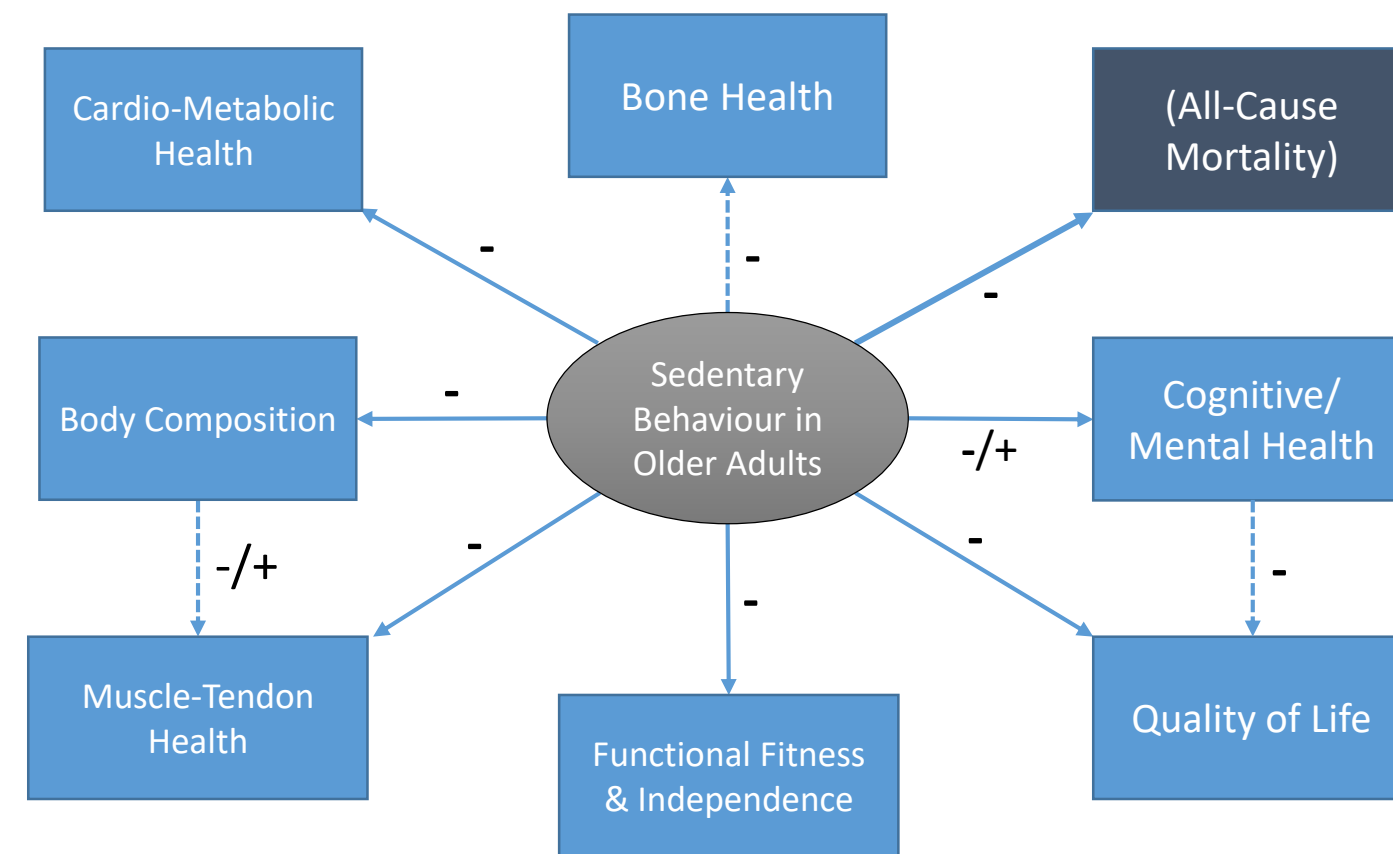 Cardio-Metabolic
Health
Bone Health
(All-Cause
Mortality)
-
-
-
Body Composition
-
Sedentary
Behaviour in
Older Adults
-/+
Cognitive/
Mental Health
-/+
-
-
-
-
Muscle-Tendon
Health
Functional Fitness
& Independence
Quality of Life